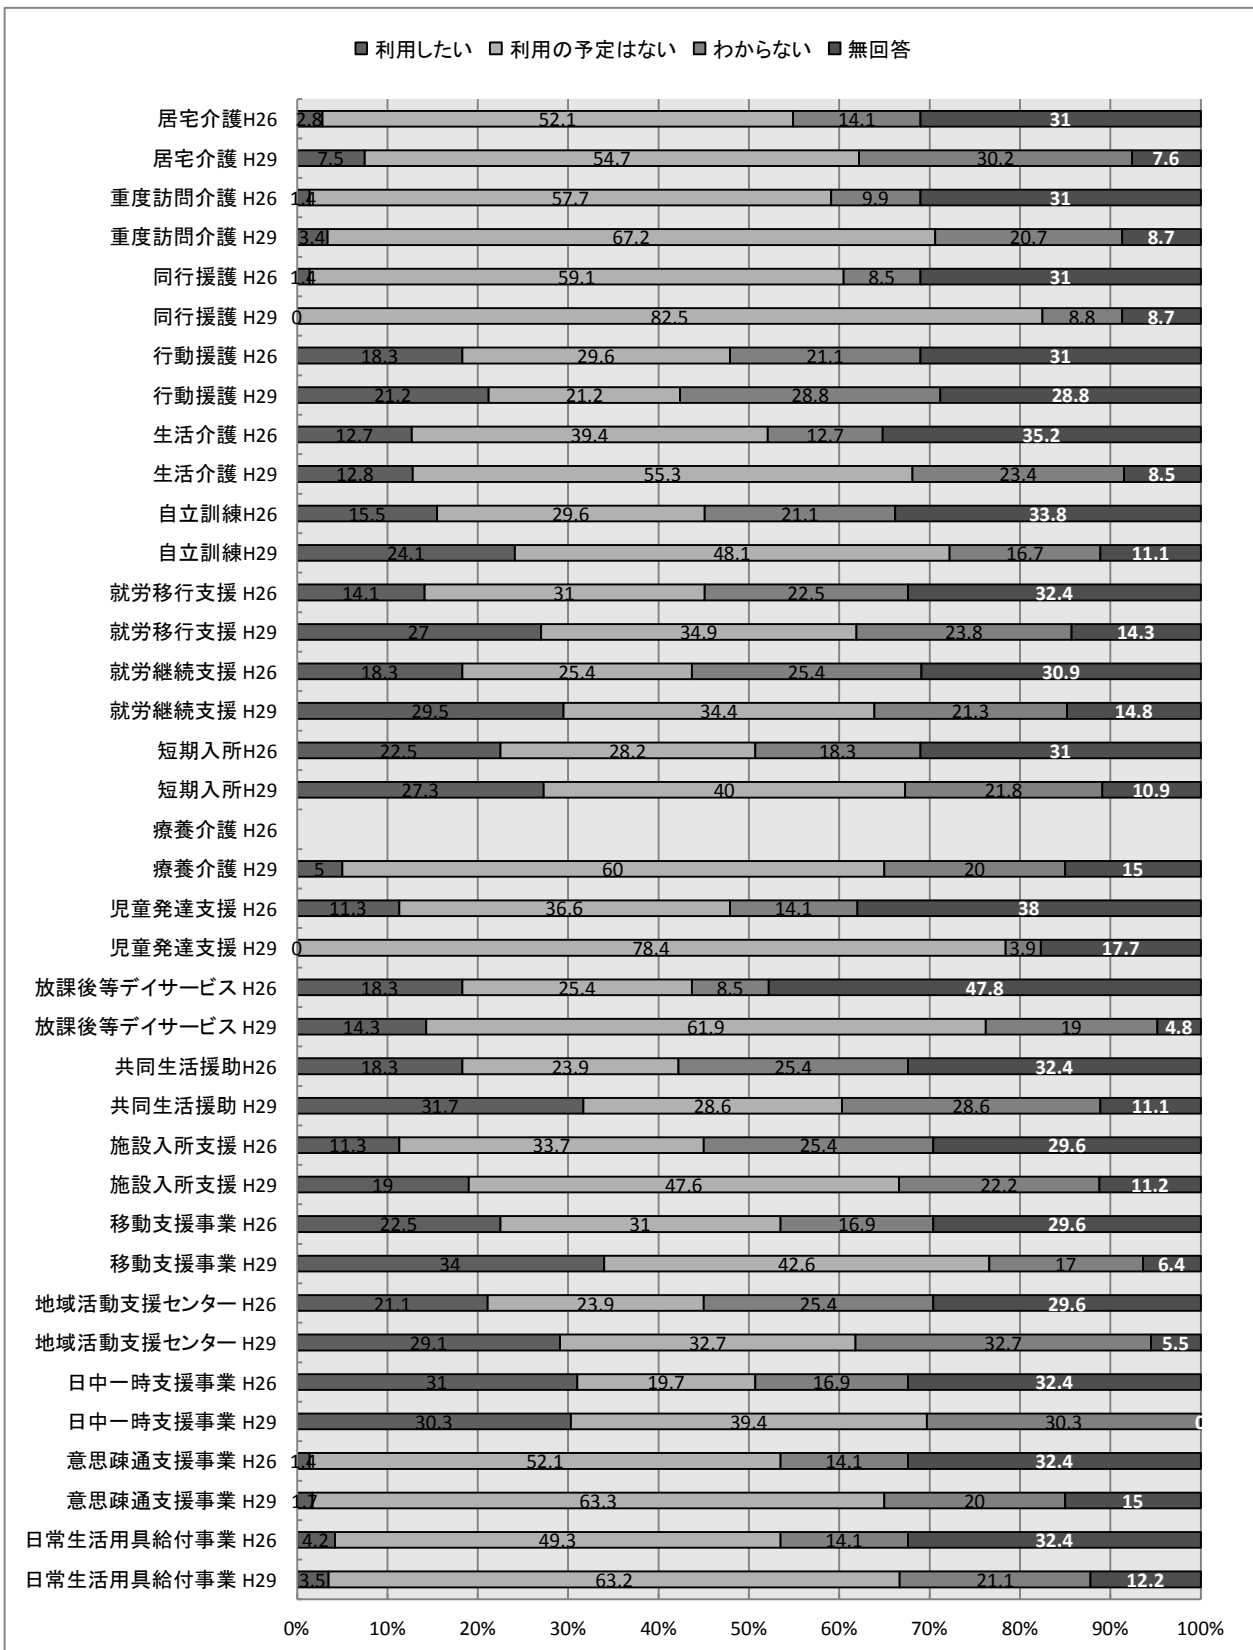 利用したい 利用の予定はない わからない 無回答
居宅介護H26 2.8 52.1 14.1 31
居宅介護 H29 7.5 54.7 30.2 7.6
重度訪問介護 H26 1.4 57.7 9.9 31
重度訪問介護 H29 3.4 67.2 20.7 8.7
同行援護 H26 1.4 59.1 8.5 31
同行援護 H29 0 82.5 8.8 8.7
行動援護 H26 18.3 29.6 21.1 31
行動援護 H29 21.2 21.2 28.8 28.8
生活介護 H26 12.7 39.4 12.7 35.2
生活介護 H29 12.8 55.3 23.4 8.5
自立訓練H26 15.5 29.6 21.1 33.8
自立訓練H29 24.1 48.1 16.7 11.1
就労移行支援 H26 14.1 31 22.5 32.4
就労移行支援 H29 27 34.9 23.8 14.3
就労継続支援 H26 18.3 25.4 25.4 30.9
就労継続支援 H29 29.5 34.4 21.3 14.8
短期入所H26 22.5 28.2 18.3 31
短期入所H29 27.3 40 21.8 10.9
療養介護 H26
療養介護 H29 5 60 20 15
児童発達支援 H26 11.3 36.6 14.1 38
児童発達支援 H29 0 78.4 3.9 17.7
放課後等デイサービス H26 18.3 25.4 8.5 47.8
放課後等デイサービス H29 14.3 61.9 19 4.8
共同生活援助H26 18.3 23.9 25.4 32.4
共同生活援助 H29 31.7 28.6 28.6 11.1
施設入所支援 H26 11.3 33.7 25.4 29.6
施設入所支援 H29 19 47.6 22.2 11.2
移動支援事業 H26 22.5 31 16.9 29.6
移動支援事業 H29 34 42.6 17 6.4
地域活動支援センター H26 21.1 23.9 25.4 29.6
地域活動支援センター H29 29.1 32.7 32.7 5.5
日中一時支援事業 H26 31 19.7 16.9 32.4
日中一時支援事業 H29 30.3 39.4 30.3 0
意思疎通支援事業 H26 1.4 52.1 14.1 32.4
意思疎通支援事業 H29 1.7 63.3 20 15
日常生活用具給付事業 H26 4.2 49.3 14.1 32.4
日常生活用具給付事業 H29 3.5 63.2 21.1 12.2
0% 10% 20% 30% 40% 50% 60% 70% 80% 90% 100%